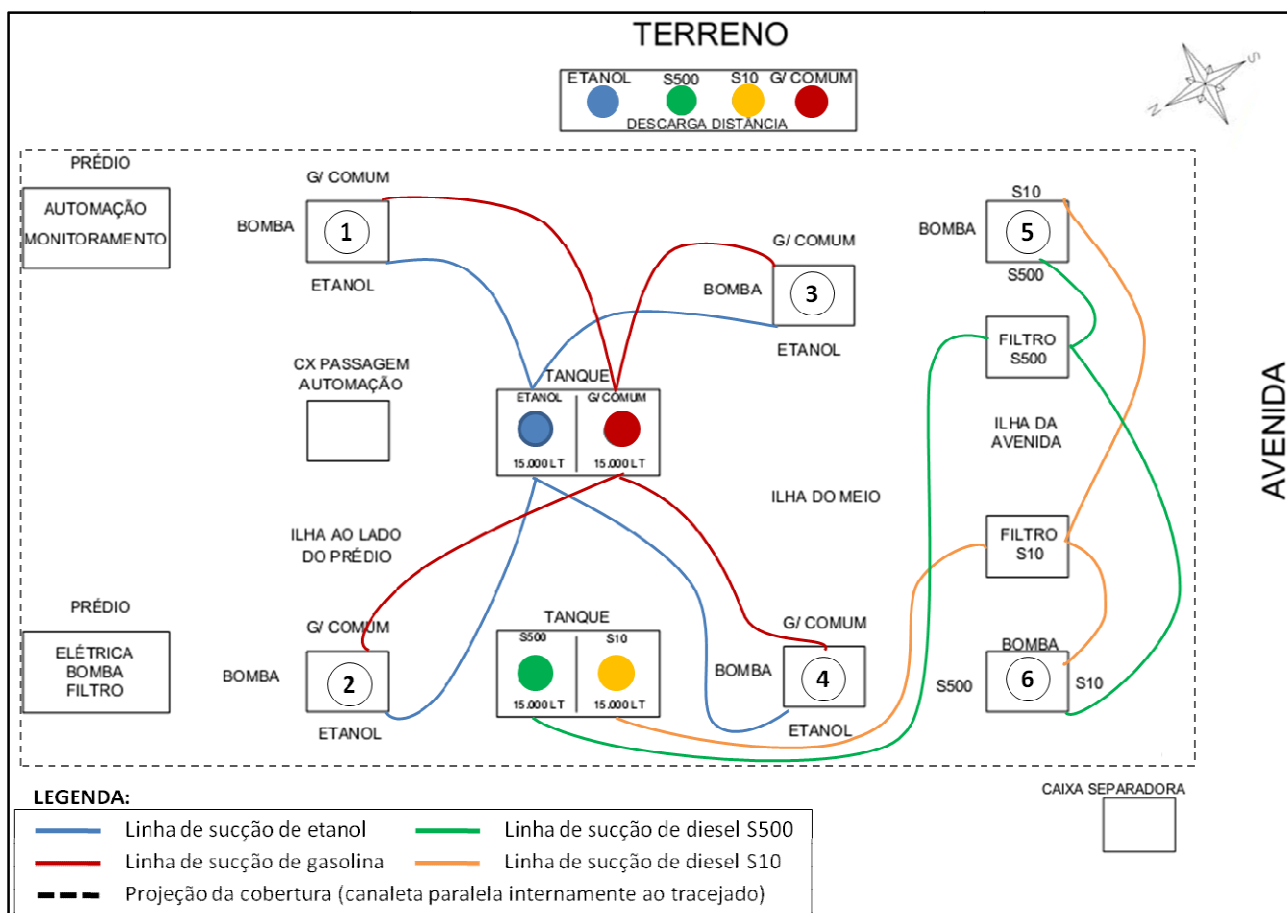 TERRENO
ETANOL S500 S10 G/ COMUM
DESCARGA DISTÂNCIA
N S
PRÉDIO
AUTOMAÇÃO
MONITORAMENTO
G/ COMUM
BOMBA 1
ETANOL
G/ COMUM
BOMBA 3
ETANOL
S10
BOMBA 5
S500
FILTRO
S500
ILHA DA
AVENIDA
AVENIDA
CX PASSAGEM
AUTOMAÇÃO
TANQUE
ETANOL G/ COMUM
15.000 LT 15.000 LT
ILHA DO MEIO
ILHA AO LADO
DO PRÉDIO
FILTRO
S10
PRÉDIO
ELÉTRICA
BOMBA
FILTRO
G/ COMUM
BOMBA 2
ETANOL
TANQUE
S500 S10
15.000 LT 15.000 LT
G/ COMUM
BOMBA 4
ETANOL
BOMBA
S500 6 S10
CAIXA SEPARADORA
LEGENDA:
Linha de sucção de etanol Linha de sucção de diesel S500
Linha de sucção de gasolina Linha de sucção de diesel S10
Projeção da cobertura (canaleta paralela internamente ao tracejado)